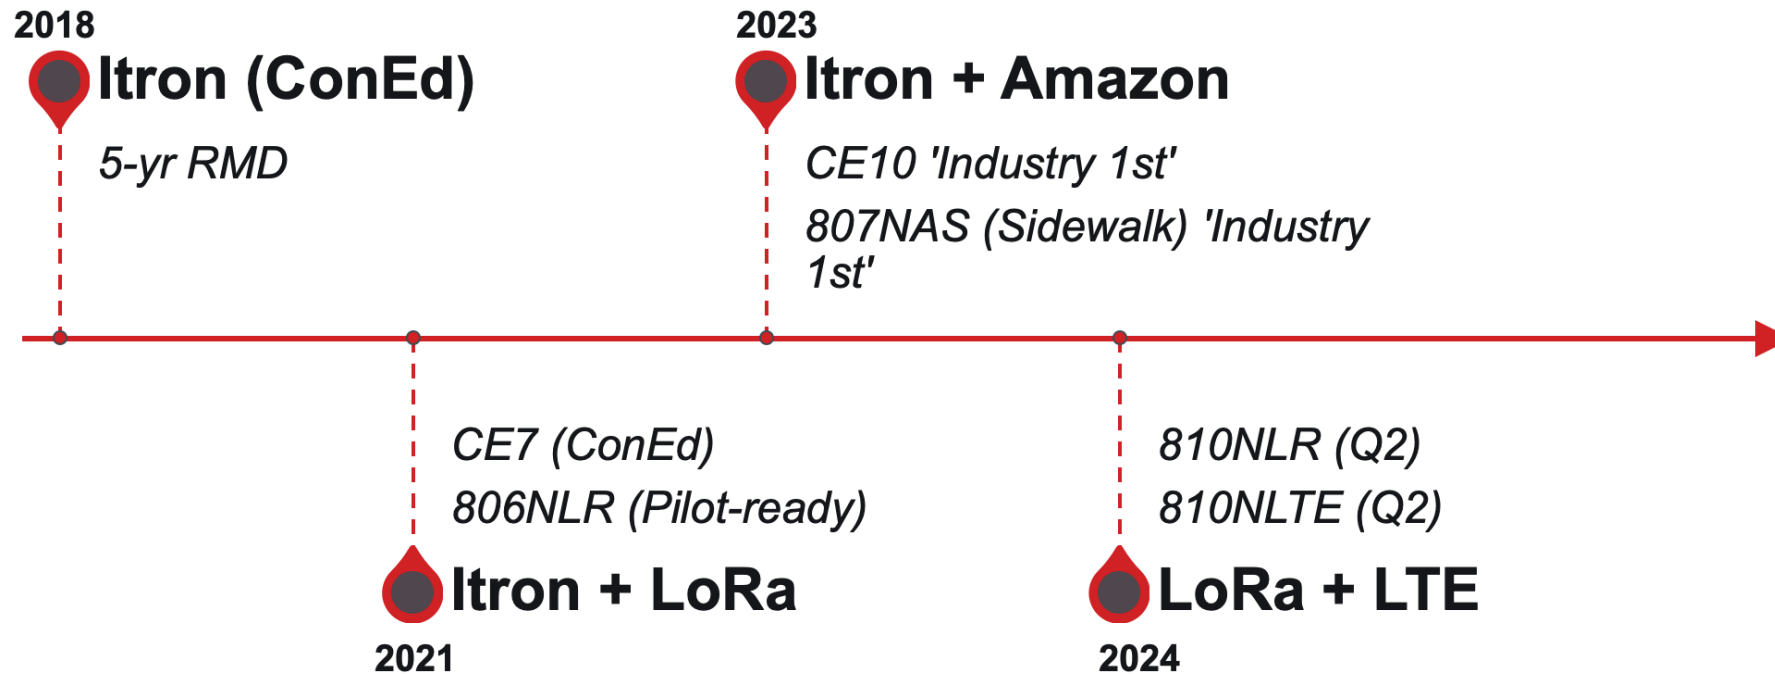 2018
Itron (ConEd)
5-yr RMD
2023
Itron + Amazon
CE10 'Industry 1st'
807NAS (Sidewalk) 'Industry
1st'
CE7 (ConEd)
806NLR (Pilot-ready)
Itron + LoRa
2021
810NLR (Q2)
810NLTE (Q2)
LoRa + LTE
2024